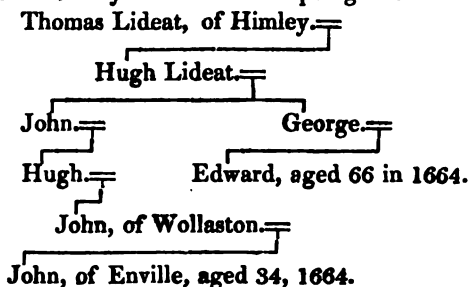 Thomas Lideat, of Himley.
Hugh Lideat.
John. George.
Hugh. Edward, aged 66 in 1664.
John, of Wollaston.
John, of Enville, aged 34, 1664.